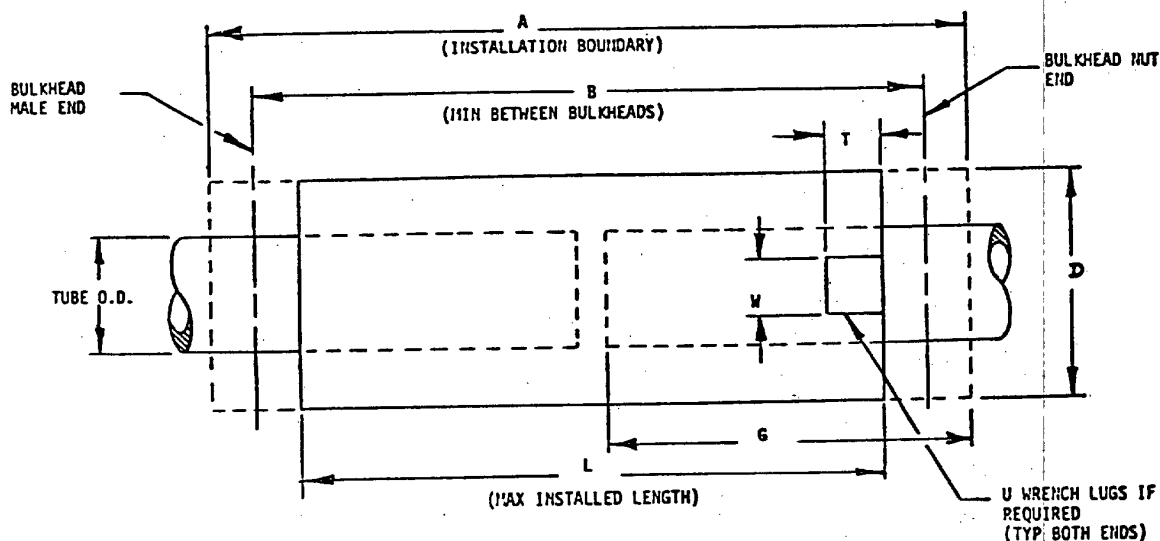 A
(INSTALLATION BOUNDARY)
BULKHEAD
MALE END
BULKHEAD NUT
END
B
(MIN BETWEEN BULKHEADS)
T
TUBE O.D.
W
D
G
L
(MAX INSTALLED LENGTH)
U WRENCH LUGS IF
REQUIRED
(TYP BOTH ENDS)